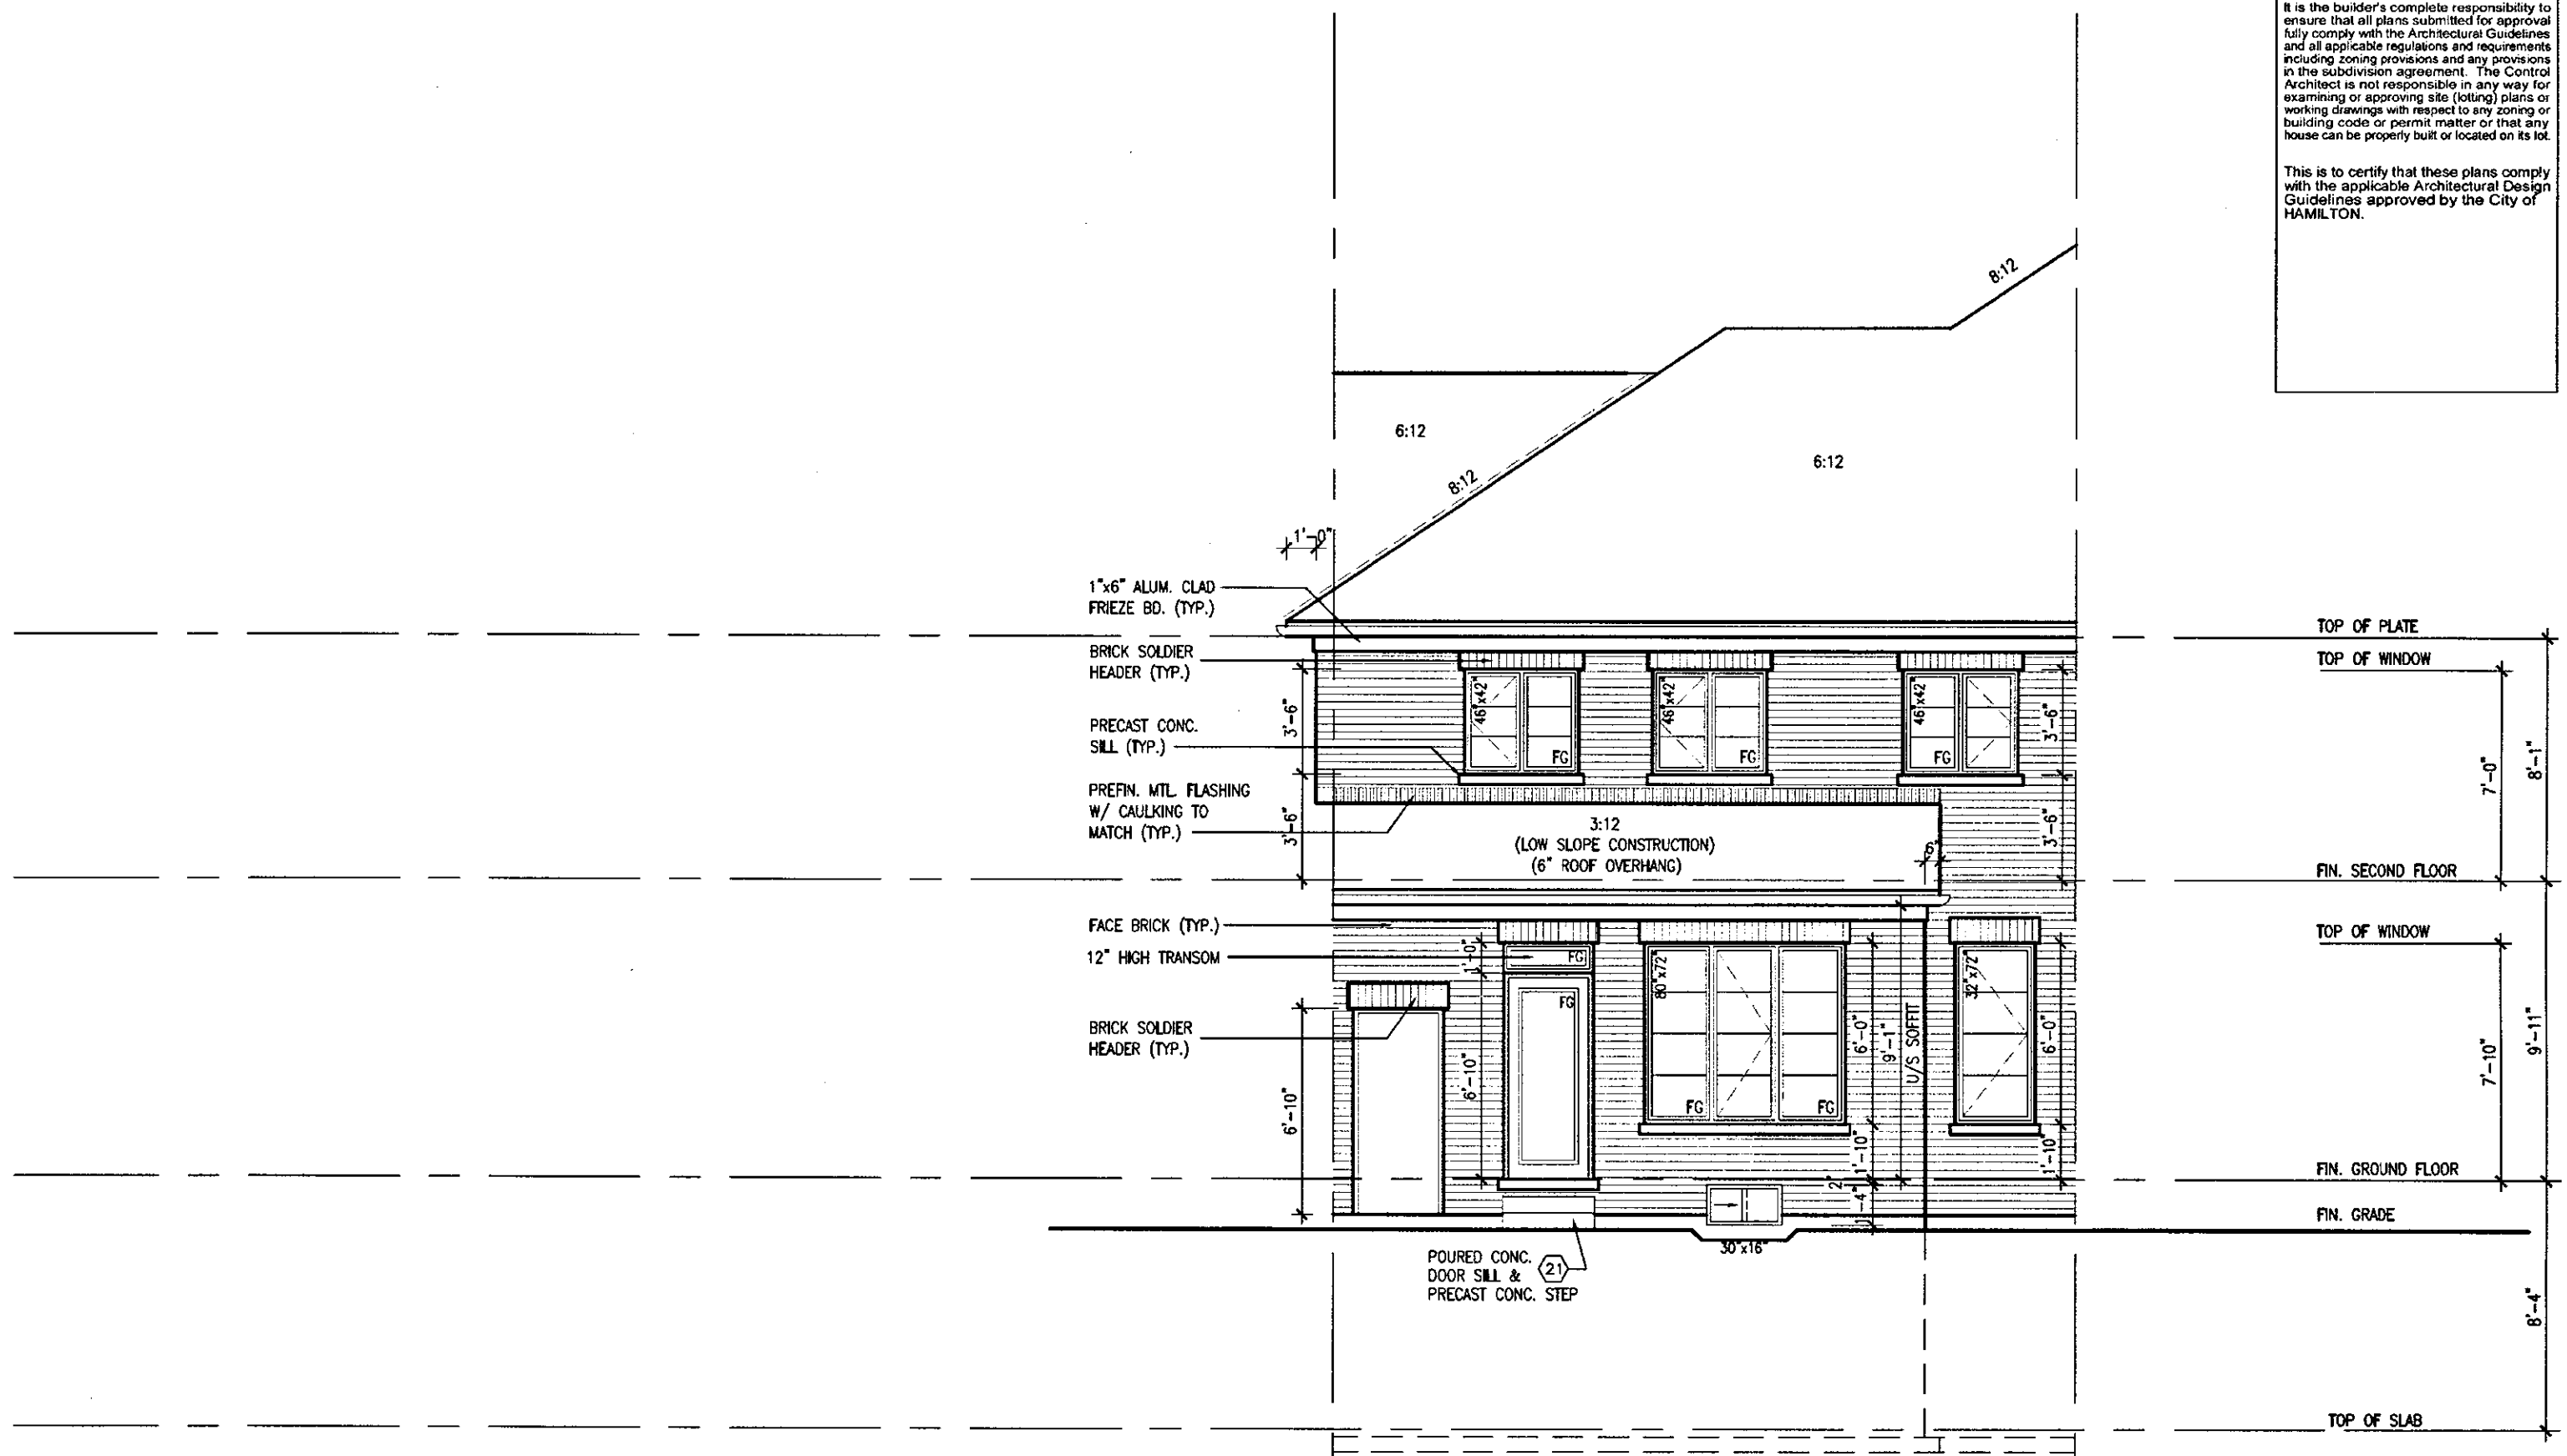 It is the builder's complete responsibility to
ensure that all plans submitted for approval
fully comply with the Architectural Guidelines
and all applicable regulations and requirements
including zoning provisions and any provisions
in the subdivision agreement. The Control
Architect is not responsible in any way for
examining or approving site (lotting) plans or
working drawings with respect to any zoning or
building code or permit matter or that any
house can be properly built or located on its lot.
This is to certify that these plans comply
with the applicable Architectural Design
Guidelines approved by the City of
HAMILTON.
8:12
6:12
6:12
8:12
1'-0"
1"x6" ALUM. CLAD
FRIEZE BD. (TYP.)
TOP OF PLATE
BRICK SOLDIER
HEADER (TYP.)
TOP OF WINDOW
46"x42"
46"x42"
46"x42"
3'-6"
3'-6"
PRECAST CONC.
SILL (TYP.)
FG
FG
FG
7'-0"
8'-1"
PREFIN. MTL. FLASHING
W/ CAULKING TO
MATCH (TYP.)
3'-6"
3:12
(LOW SLOPE CONSTRUCTION)
(6" ROOF OVERHANG)
6"
3'-6"
FIN. SECOND FLOOR
FACE BRICK (TYP.)
TOP OF WINDOW
12" HIGH TRANSOM
1'-0"
FG
FG
80"x72"
32"x72"
BRICK SOLDIER
HEADER (TYP.)
6'-10"
6'-10"
6'-0"
9'-1"
U/S SOFFIT
6'-0"
7'-10"
9'-11"
FG
FG
1'-10"
1'-10"
FIN. GROUND FLOOR
2"
1'-4"
FIN. GRADE
30"x16"
POURED CONC.
DOOR SILL &
PRECAST CONC. STEP
21
8'-4"
TOP OF SLAB